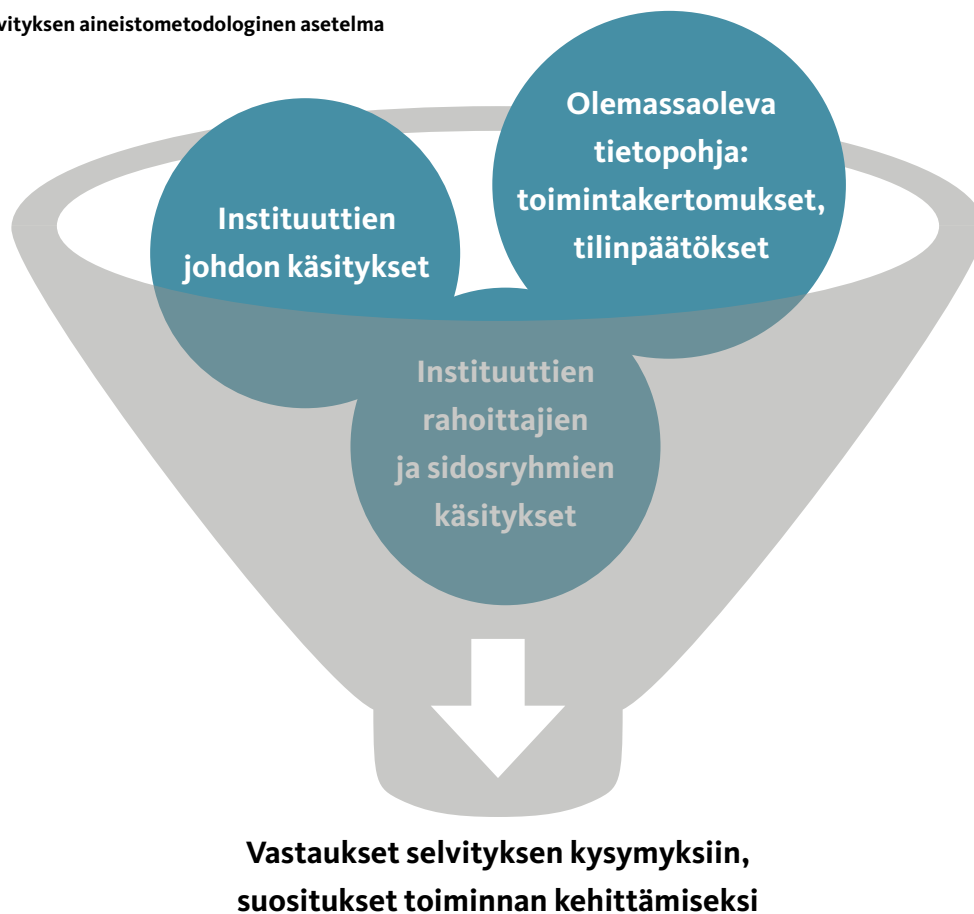 vityksen aineistometodologinen asetelma
Olemassaoleva
tietopohja:
toimintakertomukset,
tilinpäätökset
Instituuttien
johdon käsitykset
Instituuttien
rahoittajien
ja sidosryhmien
käsitykset
Vastaukset selvityksen kysymyksiin,
suositukset toiminnan kehittämiseksi